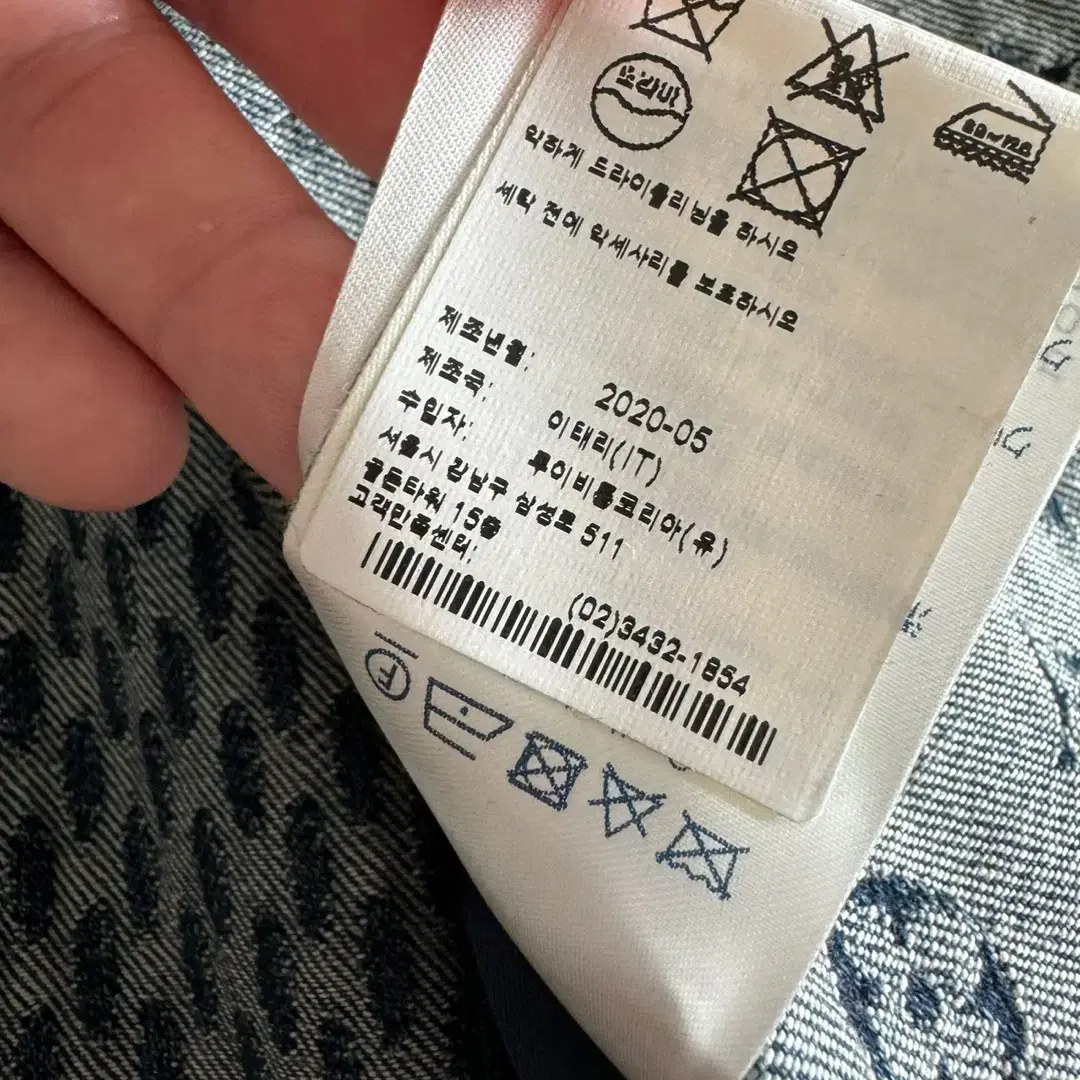 드라이
약하게 드라이클리닝을 하시오
세탁 전에 악세사리를 보호하시오
제조년월: 2020-05
제조국: 이태리(IT)
수입자: 루이비통코리아(유)
서울시 강남구 삼성로 511
골든타워 15층
고객만족센터: (02)3432-1854
F